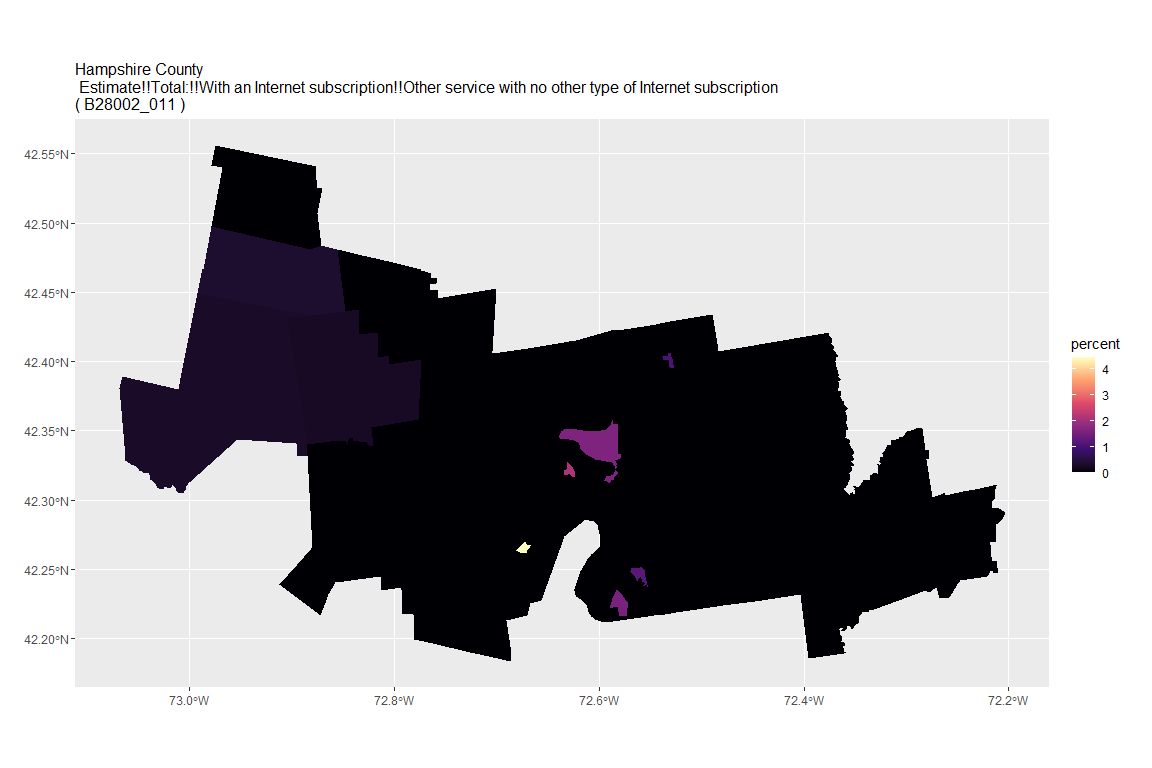 Hampshire County
Estimate!!Total:!!With an Internet subscription!!Other service with no other type of Internet subscription
( B28002_011 )
42.55°N
42.50°N
42.45°N
42.40°N
42.35°N
42.30°N
42.25°N
42.20°N
73.0°W
72.8°W
72.6°W
72.4°W
72.2°W
percent
4
3
2
1
0